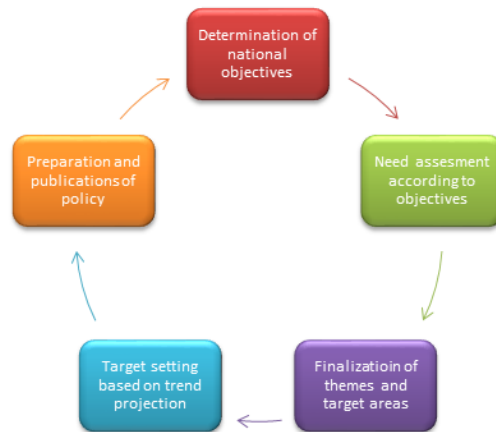 Determination of
national
objectives
Need assesment
according to
objectives
Finalizatioin of
themes and
target areas
Target setting
based on trend
projection
Preparation and
publications of
policy